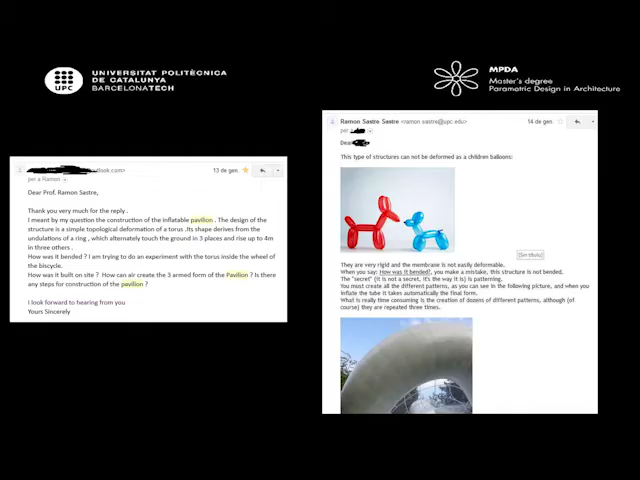 UPC
UNIVERSITAT POLITÈCNICA
DE CATALUNYA
BARCELONATECH
MPDA
Master's degree
Parametric Design in Architecture
look.com>
13 de gen.
per a Ramon
Dear Prof. Ramon Sastre,
Thank you very much for the reply .
I meant by my question the construction of the inflatable pavilion . The design of the
structure is a simple topological deformation of a torus .Its shape derives from the
undulations of a ring , which alternately touch the ground in 3 places and rise up to 4m
in three others .
How was it bended ? I am trying to do an experiment with the torus inside the wheel of
the biscycle.
How was it built on site ?  How can air create the 3 armed form of the Pavilion ? Is there
any steps for construction of the pavilion ?
I look forward to hearing from you
Yours Sincerely
Ramon Sastre Sastre <ramon.sastre@upc.edu>
14 de gen.
per a
Dear
This type of structures can not be deformed as a children balloons:
[Sin título]
They are very rigid and the membrane is not easily deformable.
When you say: How was it bended?, you make a mistake, this structure is not bended.
The "secret" (it is not a secret, it's the way it is) is patterning.
You must create all the different patterns, as you can see in the following picture, and when you
inflate the tube it takes automatically the final form.
What is really time consuming is the creation of dozens of different patterns, although (of
course) they are repeated three times.